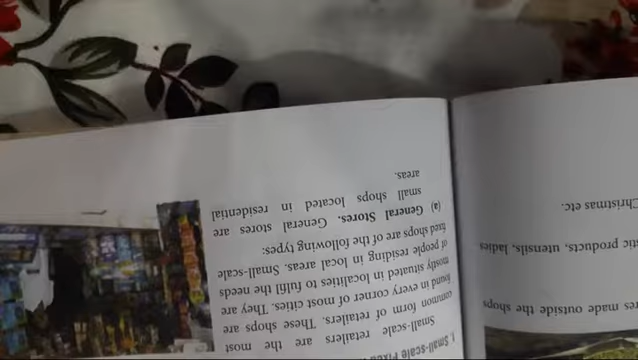 1. Small-scale Fixed
Small-scale retailers are the most
common form of retailers. These shops are
found in every corner of most cities. They are
mostly situated in localities to fulfil the needs
of people residing in local areas. Small-scale
fixed shops are of the following types:
(a) General Stores. General stores are
small shops located in residential
areas.
res made outside the shops
tic products, utensils, ladies
Christmas etc.